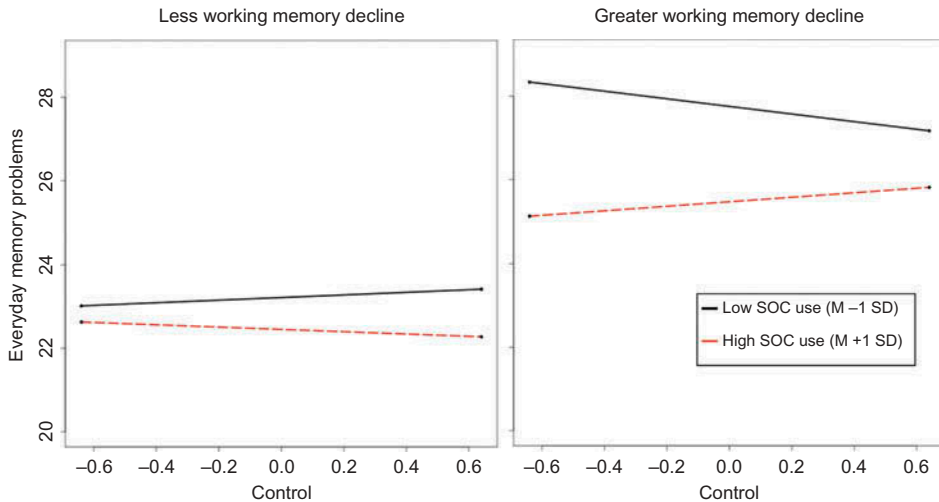 Less working memory decline
Greater working memory decline
Everyday memory problems
28
26
24
22
20
Low SOC use (M –1 SD)
High SOC use (M +1 SD)
–0.6 –0.4 –0.2 0.0 0.2 0.4 0.6
–0.6 –0.4 –0.2 0.0 0.2 0.4 0.6
Control
Control